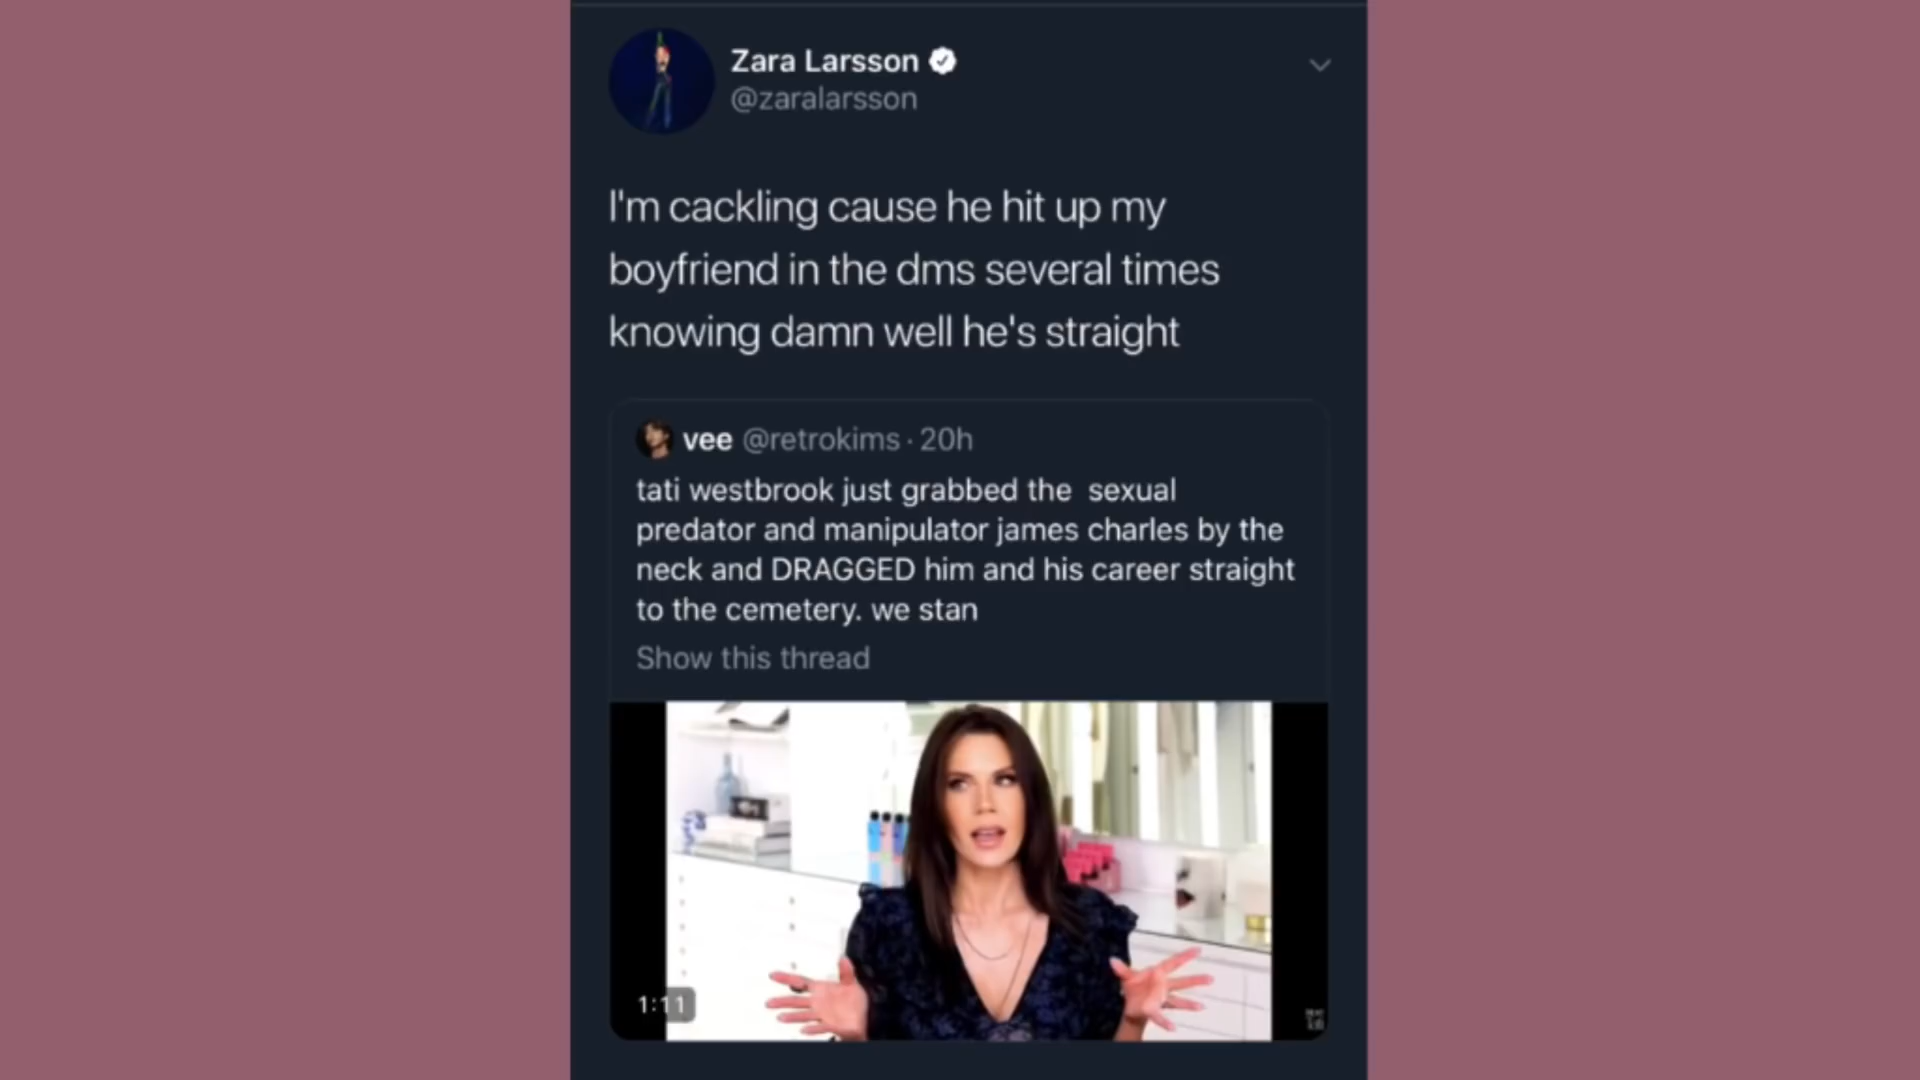 Zara Larsson
@zaralarsson
I'm cackling cause he hit up my
boyfriend in the dms several times
knowing damn well he's straight
vee @retrokims · 20h
tati westbrook just grabbed the sexual
predator and manipulator james charles by the
neck and DRAGGED him and his career straight
to the cemetery. we stan
Show this thread
1:11